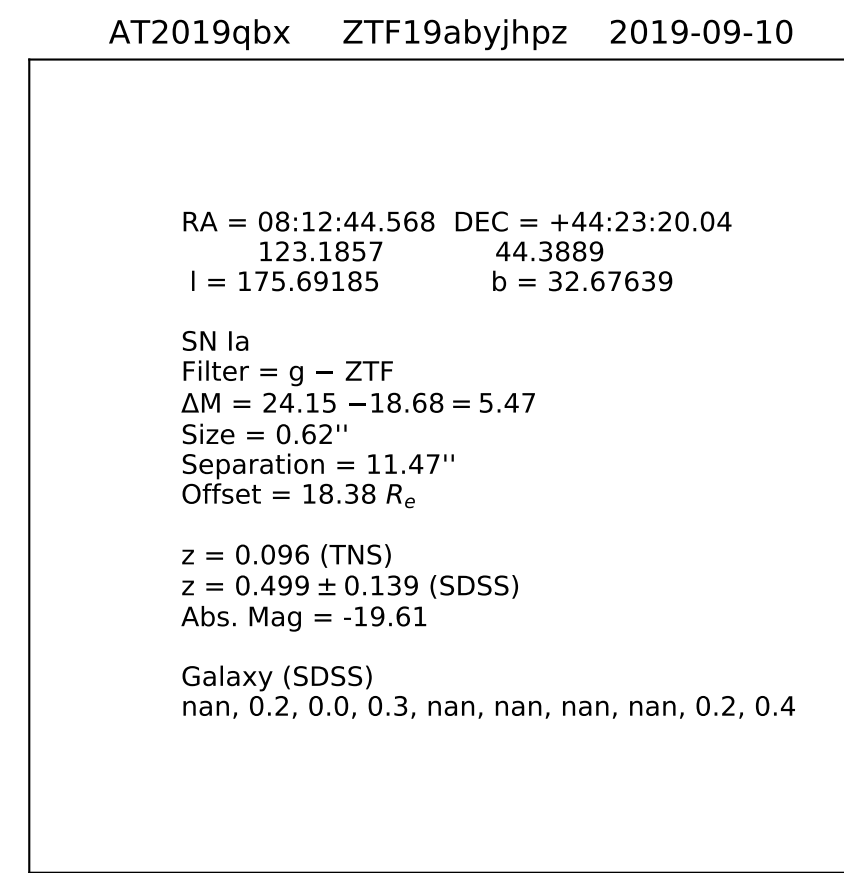 AT2019qbx ZTF19abyjhpz 2019-09-10
RA = 08:12:44.568 DEC = +44:23:20.04
123.1857 44.3889
l = 175.69185 b = 32.67639
SN Ia
Filter = g − ZTF
ΔM = 24.15 −18.68 = 5.47
Size = 0.62''
Separation = 11.47''
Offset = 18.38 Re
z = 0.096 (TNS)
z = 0.499 ± 0.139 (SDSS)
Abs. Mag = -19.61
Galaxy (SDSS)
nan, 0.2, 0.0, 0.3, nan, nan, nan, nan, 0.2, 0.4